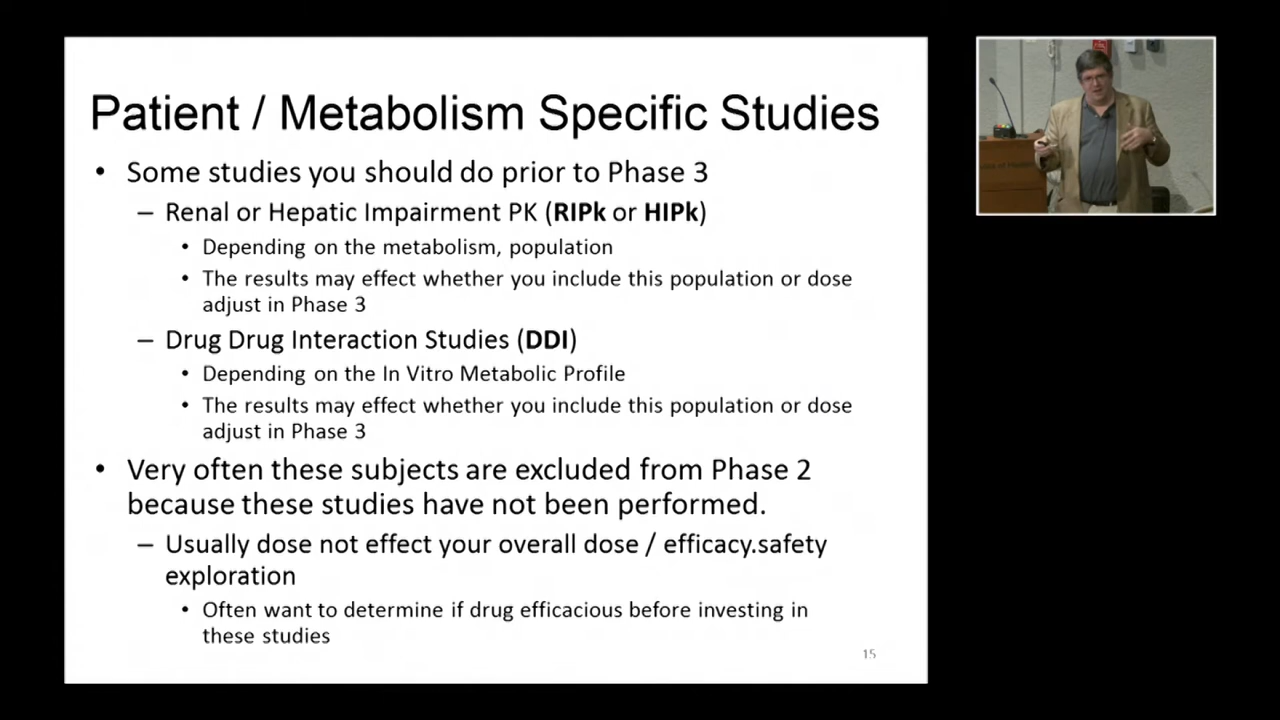 Patient / Metabolism Specific Studies
• Some studies you should do prior to Phase 3
– Renal or Hepatic Impairment PK (RIPk or HIPk)
• Depending on the metabolism, population
• The results may effect whether you include this population or dose
adjust in Phase 3
– Drug Drug Interaction Studies (DDI)
• Depending on the In Vitro Metabolic Profile
• The results may effect whether you include this population or dose
adjust in Phase 3
• Very often these subjects are excluded from Phase 2
because these studies have not been performed.
– Usually dose not effect your overall dose / efficacy.safety
exploration
• Often want to determine if drug efficacious before investing in
these studies
15